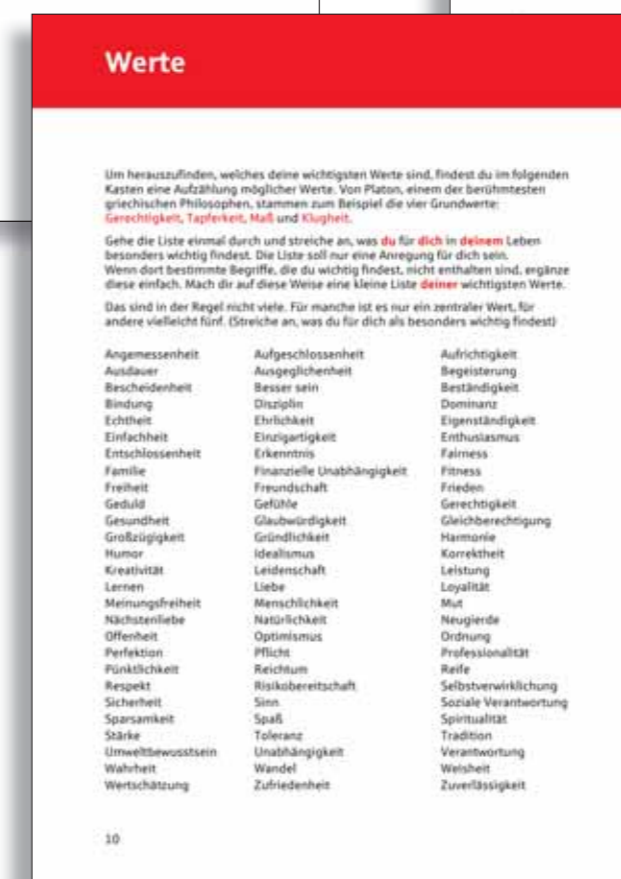 Werte
Um herauszufinden, welches deine wichtigsten Werte sind, findest du im folgenden
Kasten eine Aufzählung möglicher Werte. Von Platon, einem der berühmtesten
griechischen Philosophen, stammen zum Beispiel die vier Grundwerte:
Gerechtigkeit, Tapferkeit, Maß und Klugheit.
Gehe die Liste einmal durch und streiche an, was du für dich in deinem Leben
besonders wichtig findest. Die Liste soll nur eine Anregung für dich sein.
Wenn dort bestimmte Begriffe, die du wichtig findest, nicht enthalten sind, ergänze
diese einfach. Mach dir auf diese Weise eine kleine Liste deiner wichtigsten Werte.
Das sind in der Regel nicht viele. Für manche ist es nur ein zentraler Wert, für
andere vielleicht fünf. (Streiche an, was du für dich als besonders wichtig findest)
Angemessenheit Aufgeschlossenheit Aufrichtigkeit
Ausdauer Ausgeglichenheit Begeisterung
Bescheidenheit Besser sein Beständigkeit
Bindung Disziplin Dominanz
Echtheit Ehrlichkeit Eigenständigkeit
Einfachheit Einzigartigkeit Enthusiasmus
Entschlossenheit Erkenntnis Fairness
Familie Finanzielle Unabhängigkeit Fitness
Freiheit Freundschaft Frieden
Geduld Gefühle Gerechtigkeit
Gesundheit Glaubwürdigkeit Gleichberechtigung
Großzügigkeit Gründlichkeit Harmonie
Humor Idealismus Korrektheit
Kreativität Leidenschaft Leistung
Lernen Liebe Loyalität
Meinungsfreiheit Menschlichkeit Mut
Nächstenliebe Natürlichkeit Neugierde
Offenheit Optimismus Ordnung
Perfektion Pflicht Professionalität
Pünktlichkeit Reichtum Reife
Respekt Risikobereitschaft Selbstverwirklichung
Sicherheit Sinn Soziale Verantwortung
Sparsamkeit Spaß Spiritualität
Stärke Toleranz Tradition
Umweltbewusstsein Unabhängigkeit Verantwortung
Wahrheit Wandel Weisheit
Wertschätzung Zufriedenheit Zuverlässigkeit
10